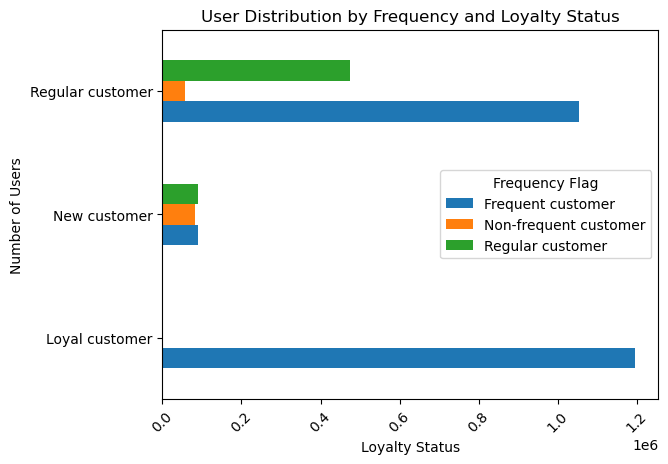 User Distribution by Frequency and Loyalty Status
Number of Users
Regular customer
New customer
Loyal customer
Frequency Flag
Frequent customer
Non-frequent customer
Regular customer
0.0
0.2
0.4
0.6
0.8
1.0
1.2
1e6
Loyalty Status